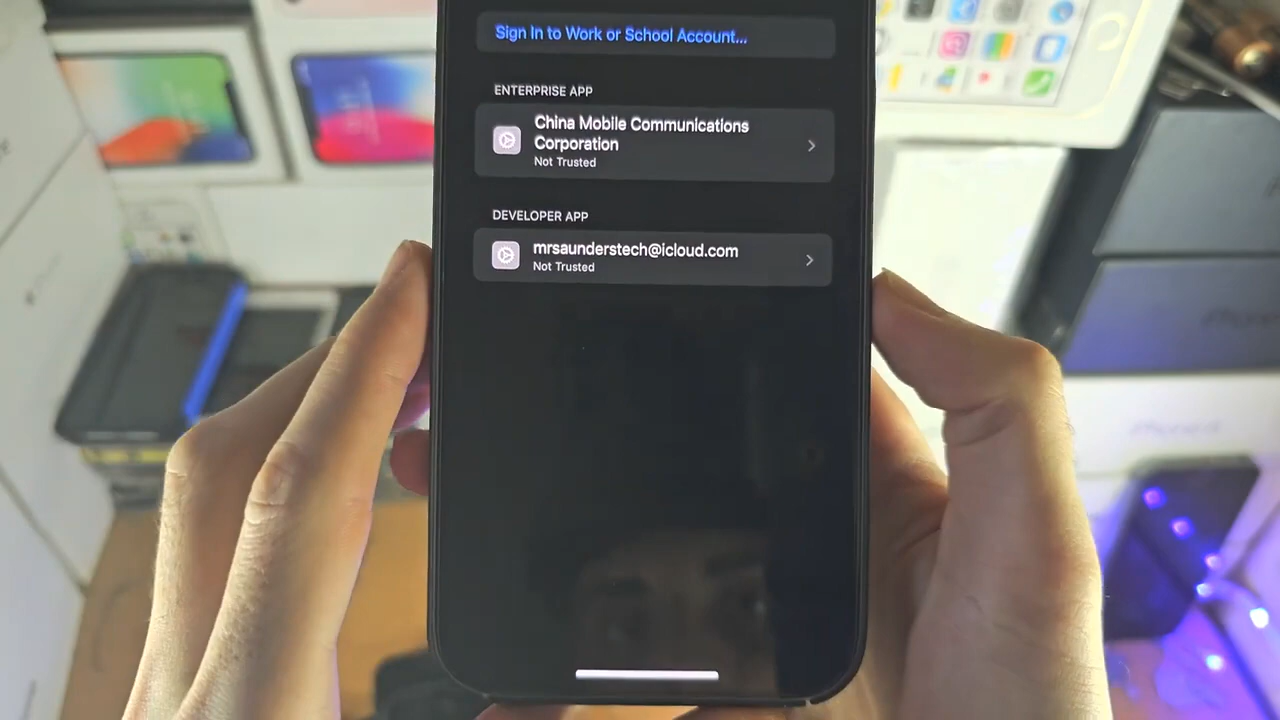 Sign In to Work or School Account...
ENTERPRISE APP
China Mobile Communications
Corporation
Not Trusted
DEVELOPER APP
mrsaunderstech@icloud.com
Not Trusted